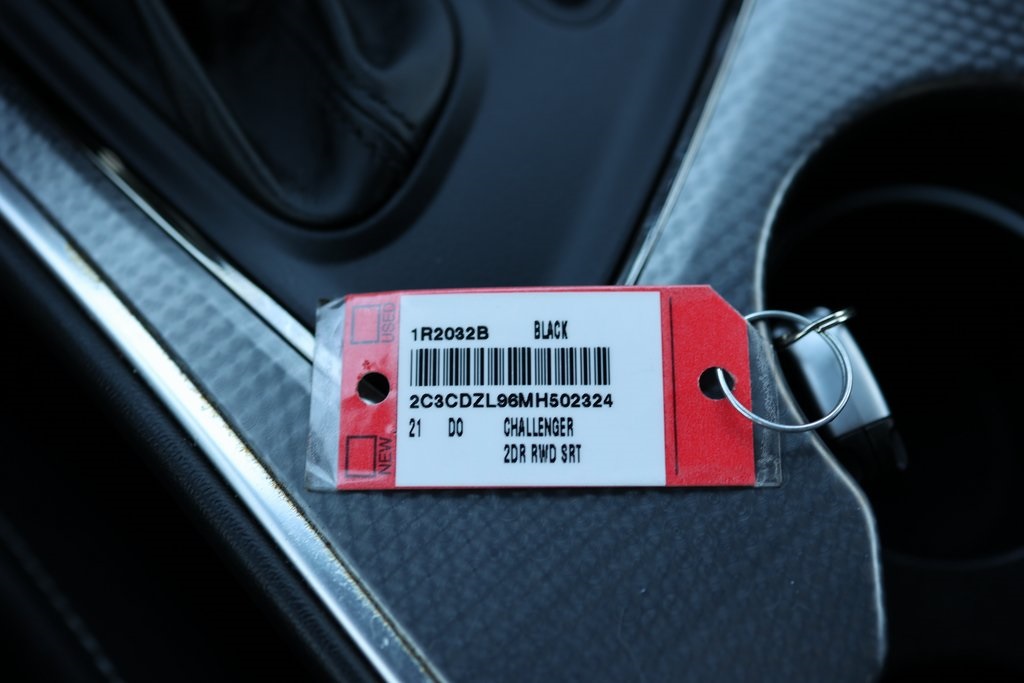 USED
NEW
1R2032B BLACK
2C3CDZL96MH502324
21 DO CHALLENGER
2DR RWD SRT